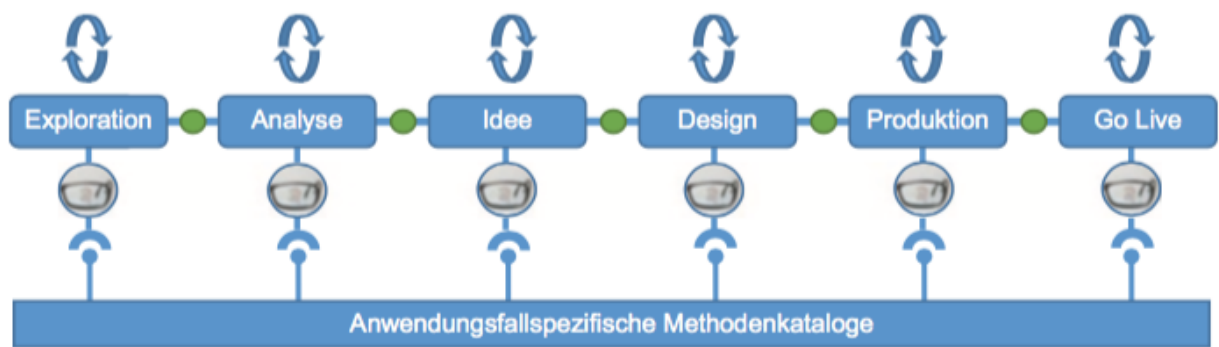 Exploration
Analyse
Idee
Design
Produktion
Go Live
Anwendungsfallspezifische Methodenkataloge